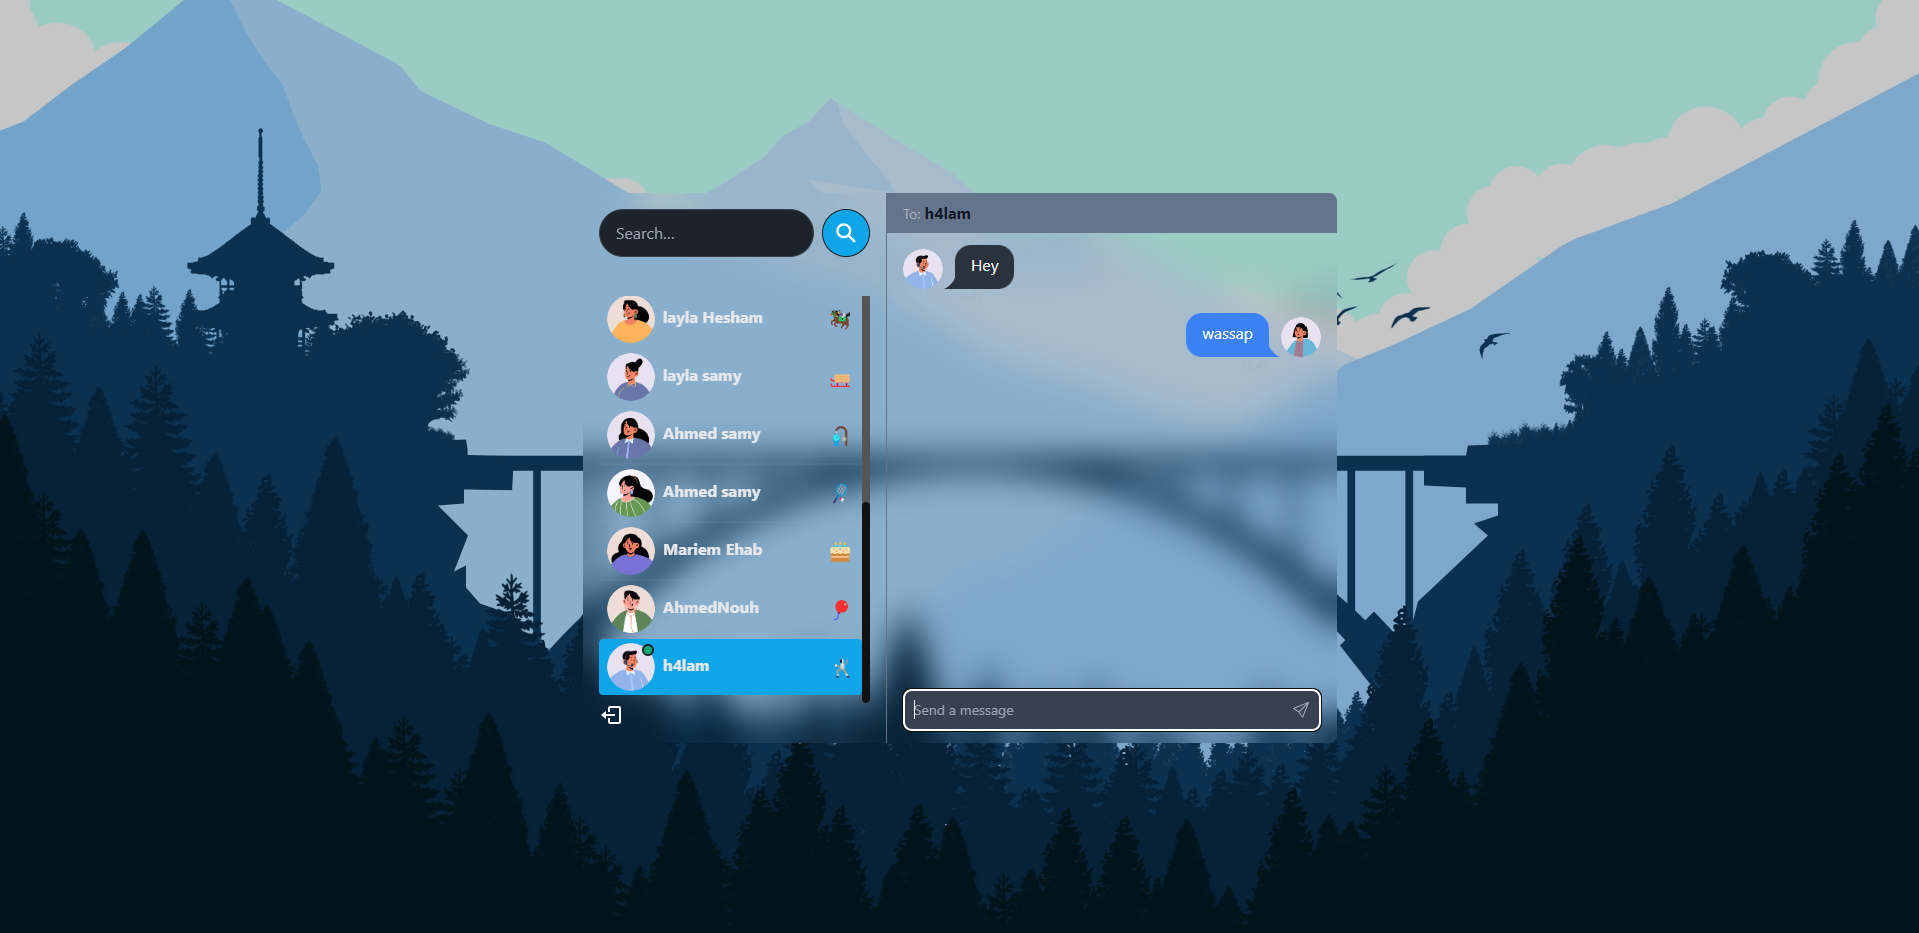 Search...
layla Hesham
layla samy
Ahmed samy
Ahmed samy
Mariem Ehab
AhmedNouh
h4lam
To: h4lam
Hey
wassap
Send a message